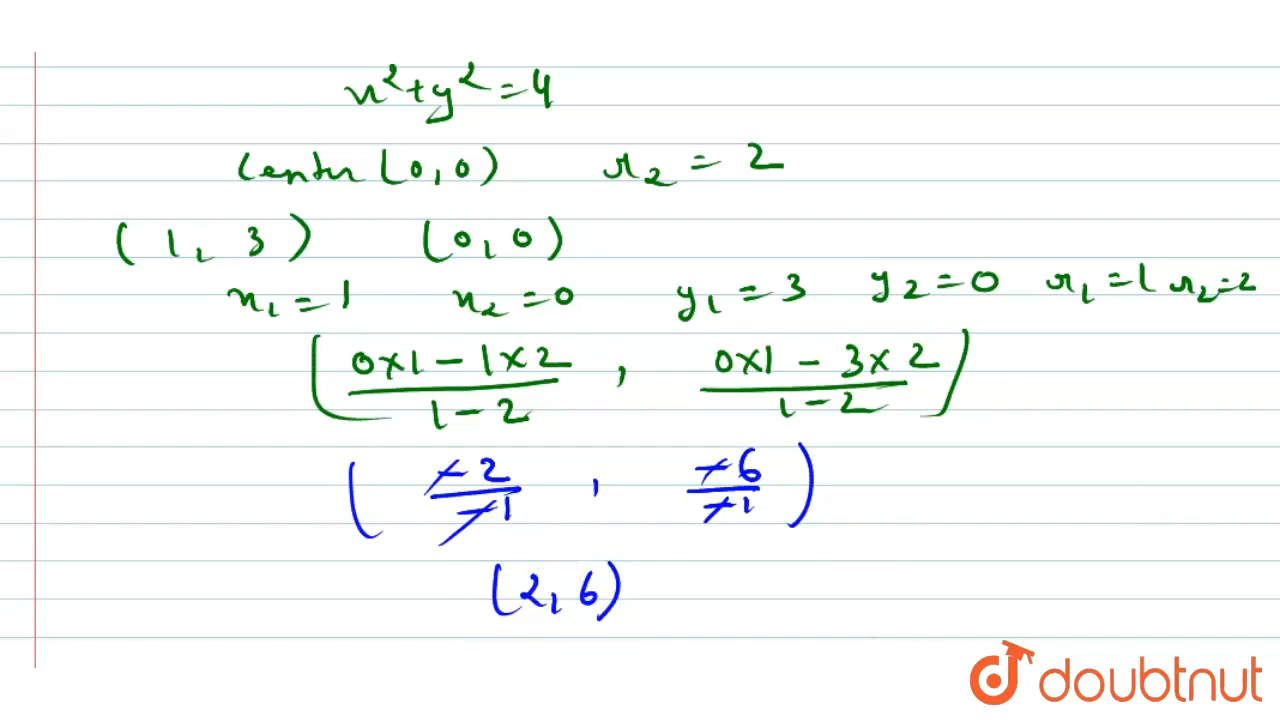 x²+y²=4
Center (0,0) r₂ = 2
(1, 3) (0,0)
x₁ = 1 x₂ = 0 y₁ = 3 y₂ = 0 r₁ = 1 r₂ = 2
(0×1 − 1×2 / 1 − 2 , 0×1 − 3×2 / 1 − 2)
(−2 / −1 , −6 / −1)
(2, 6)
doubtnut